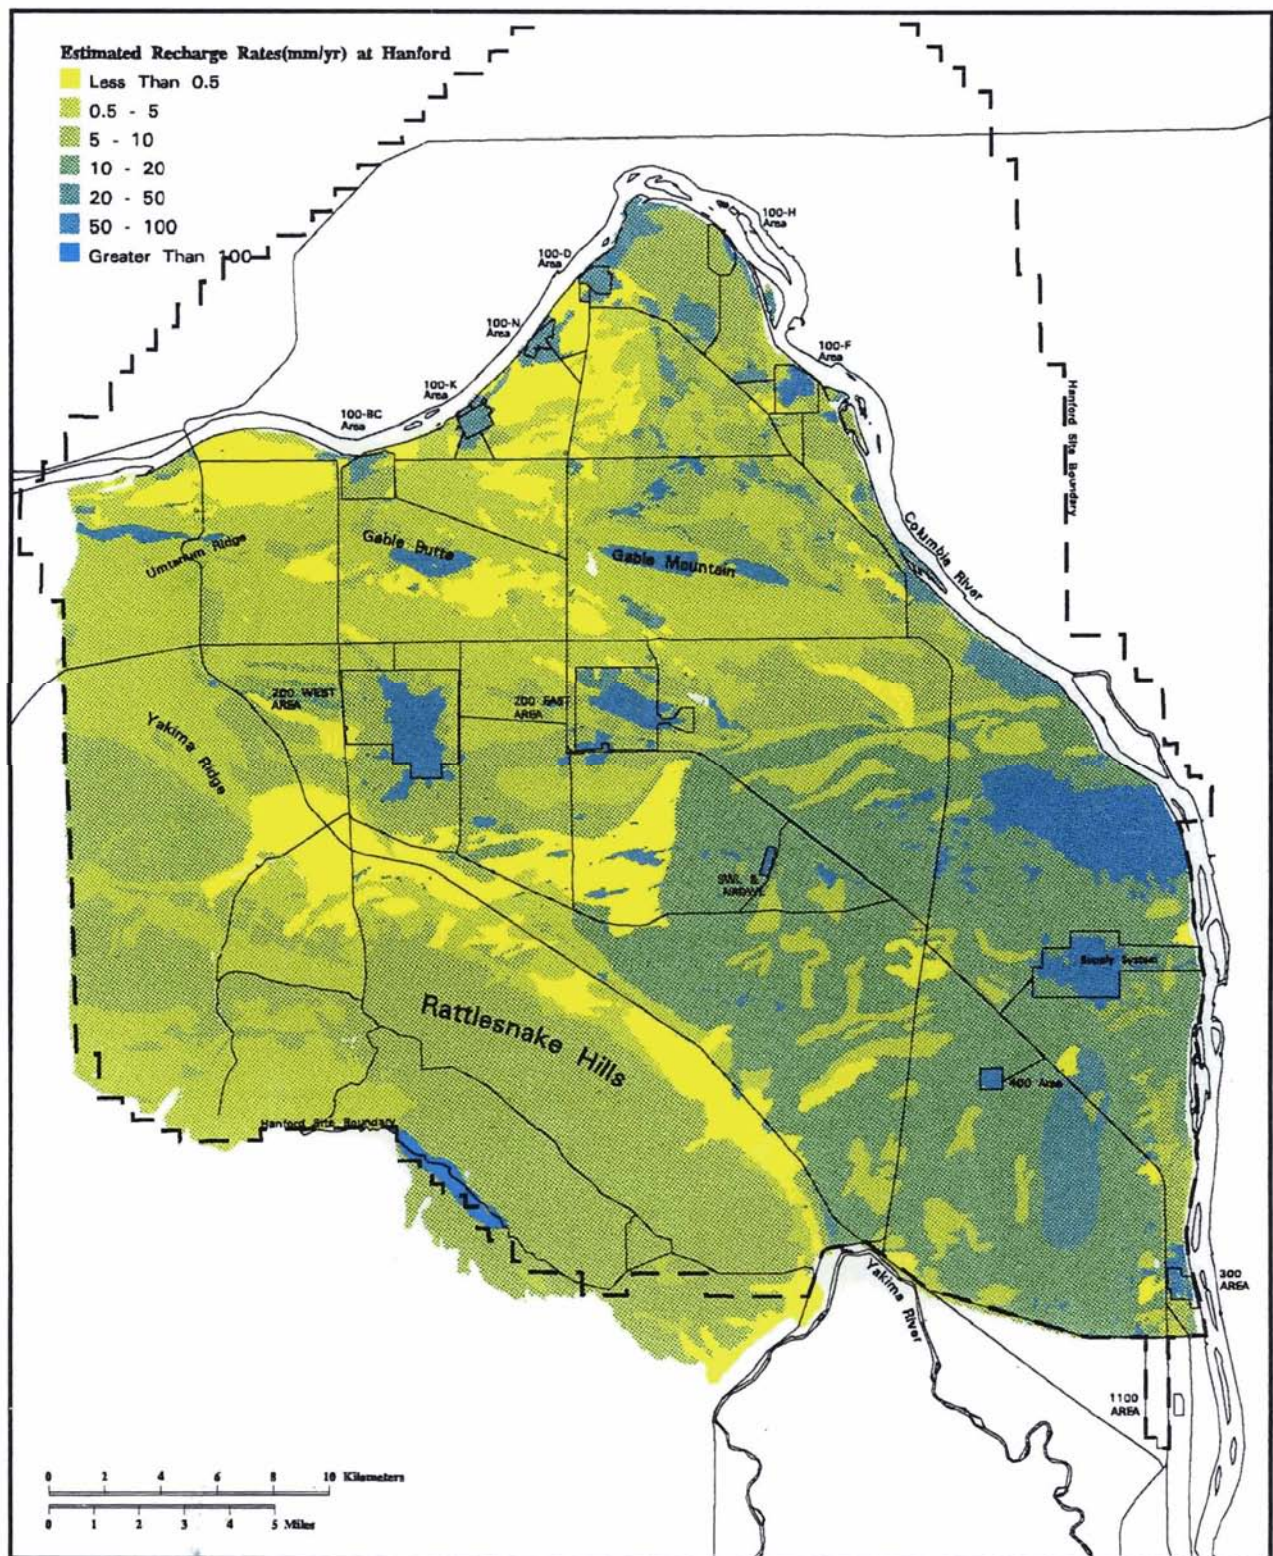 Estimated Recharge Rates(mm/yr) at Hanford
Less Than 0.5
0.5 - 5
5 - 10
10 - 20
20 - 50
50 - 100
Greater Than 100
100-H
Area
100-D
Area
100-N
Area
100-F
Area
100-K
Area
100-BC
Area
Hanford Site Boundary
Columbia River
Umtanum Ridge
Gable Butte
Gable Mountain
200 WEST
AREA
200 EAST
AREA
Yakima Ridge
SWL &
Supply System
Rattlesnake Hills
400 Area
Hanford Site Boundary
Yakima River
300
AREA
1100
AREA
0 2 4 6 8 10 Kilometers
0 1 2 3 4 5 Miles